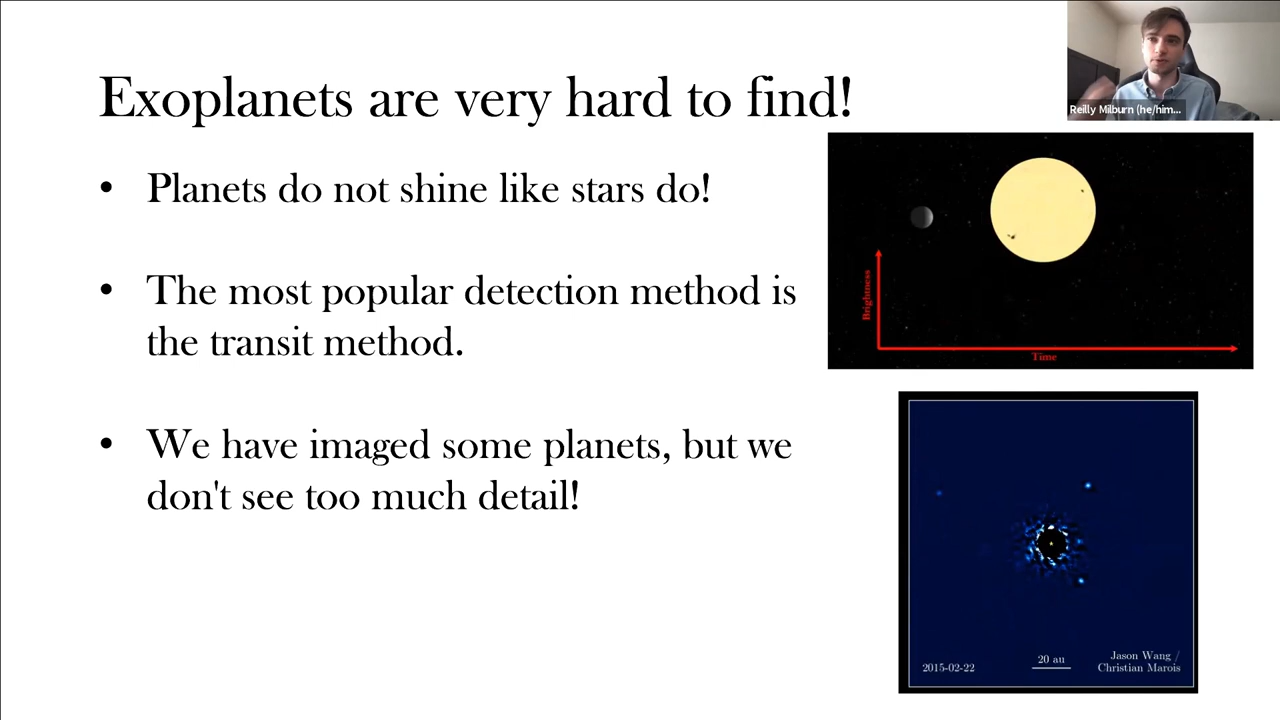 Exoplanets are very hard to find!
Reilly Milburn (he/him...
• Planets do not shine like stars do!
• The most popular detection method is
the transit method.
• We have imaged some planets, but we
don't see too much detail!
Brightness
Time
2015-02-22
20 au
Jason Wang /
Christian Marois